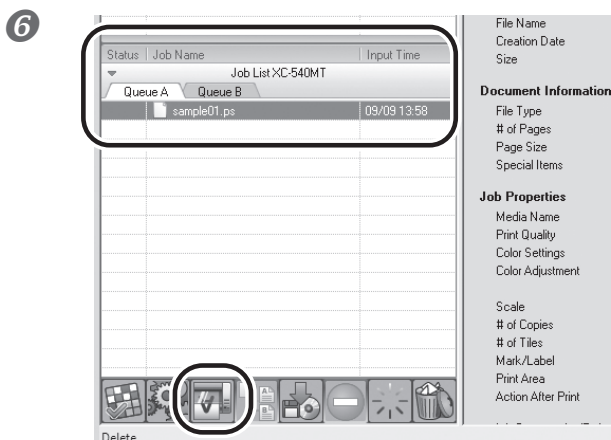 6
File Name
Creation Date
Size
Status Job Name Input Time
Job List XC-540MT
Queue A Queue B
sample01.ps 09/09 13:58
Document Information
File Type
# of Pages
Page Size
Special Items
Job Properties
Media Name
Print Quality
Color Settings
Color Adjustment
Scale
# of Copies
# of Tiles
Mark/Label
Print Area
Action After Print
Delete